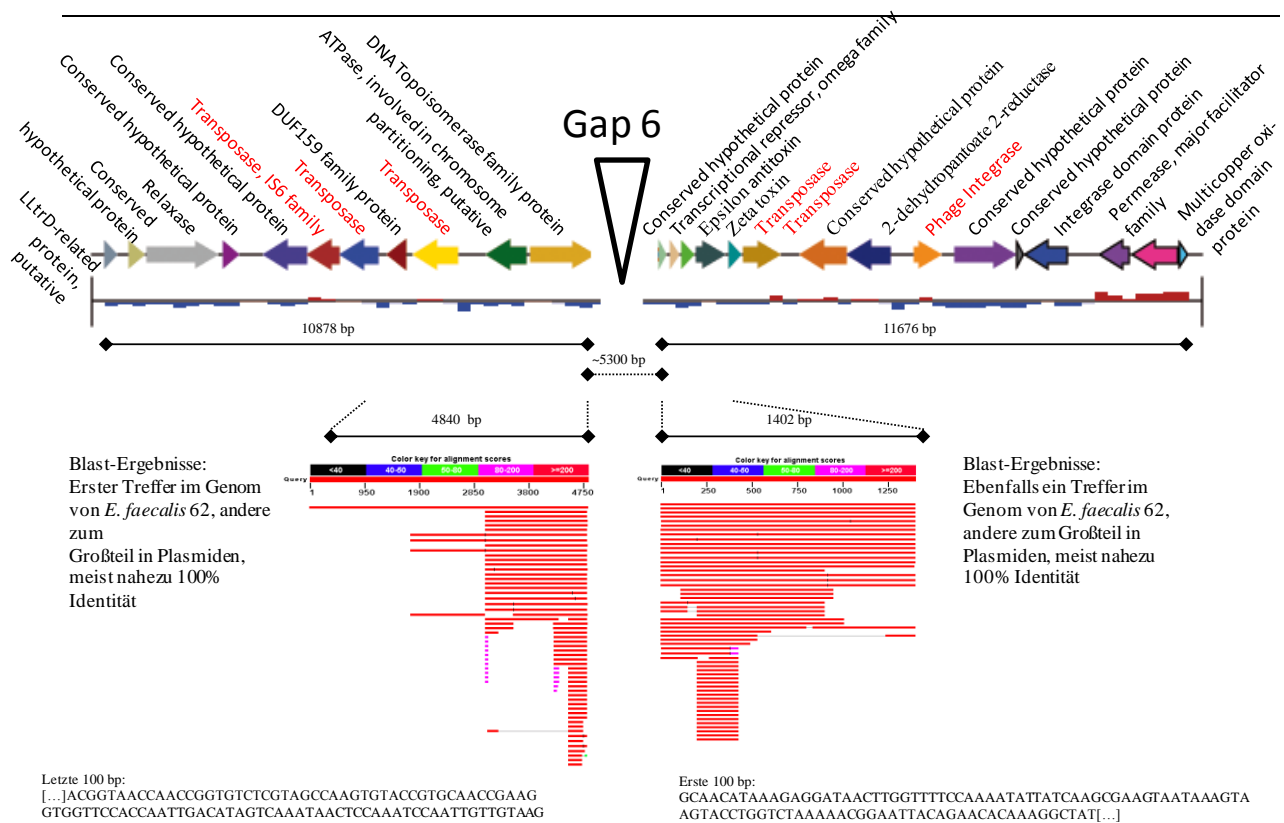 LLtrD-related
protein,
putative
Conserved
hypothetical protein
Relaxase
Conserved hypothetical protein
Conserved hypothetical protein
Transposase, IS6 family
Transposase
DUF159 family protein
Transposase
ATPase, involved in chromosome
partitioning, putative
DNA Topoisomerase family protein
Gap 6
Conserved hypothetical protein
Transcriptional repressor, omega family
Epsilon antitoxin
Zeta toxin
Transposase
Transposase
Conserved hypothetical protein
2-dehydropantoate 2-reductase
Phage Integrase
Conserved hypothetical protein
Conserved hypothetical protein
Integrase domain protein
Permease, major facilitator
family
Multicopper oxi-
dase domain
protein
10878 bp
11676 bp
~5300 bp
4840 bp
1402 bp
Blast-Ergebnisse:
Erster Treffer im Genom
von E. faecalis 62, andere
zum
Großteil in Plasmiden,
meist nahezu 100%
Identität
Color key for alignment scores
<40 40-50 50-80 80-200 >=200
Query
1 950 1900 2850 3800 4750
Color key for alignment scores
<40 40-50 50-80 80-200 >=200
Query
1 250 500 750 1000 1250
Blast-Ergebnisse:
Ebenfalls ein Treffer im
Genom von E. faecalis 62,
andere zum Großteil in
Plasmiden, meist nahezu
100% Identität
Letzte 100 bp:
[…]ACGGTAACCAACCGGTGTCTCGTAGCCAAGTGTACCGTGCAACCGAAG
GTGGTTCCACCAATTGACATAGTCAAATAACTCCAAATCCAATTGTTGTAAG
Erste 100 bp:
GCAACATAAAGAGGATAACTTGGTTTTCCAAAATATTATCAAGCGAAGTAATAAAGTA
AGTACCTGGTCTAAAAACGGAATTACAGAACACAAAGGCTAT[…]